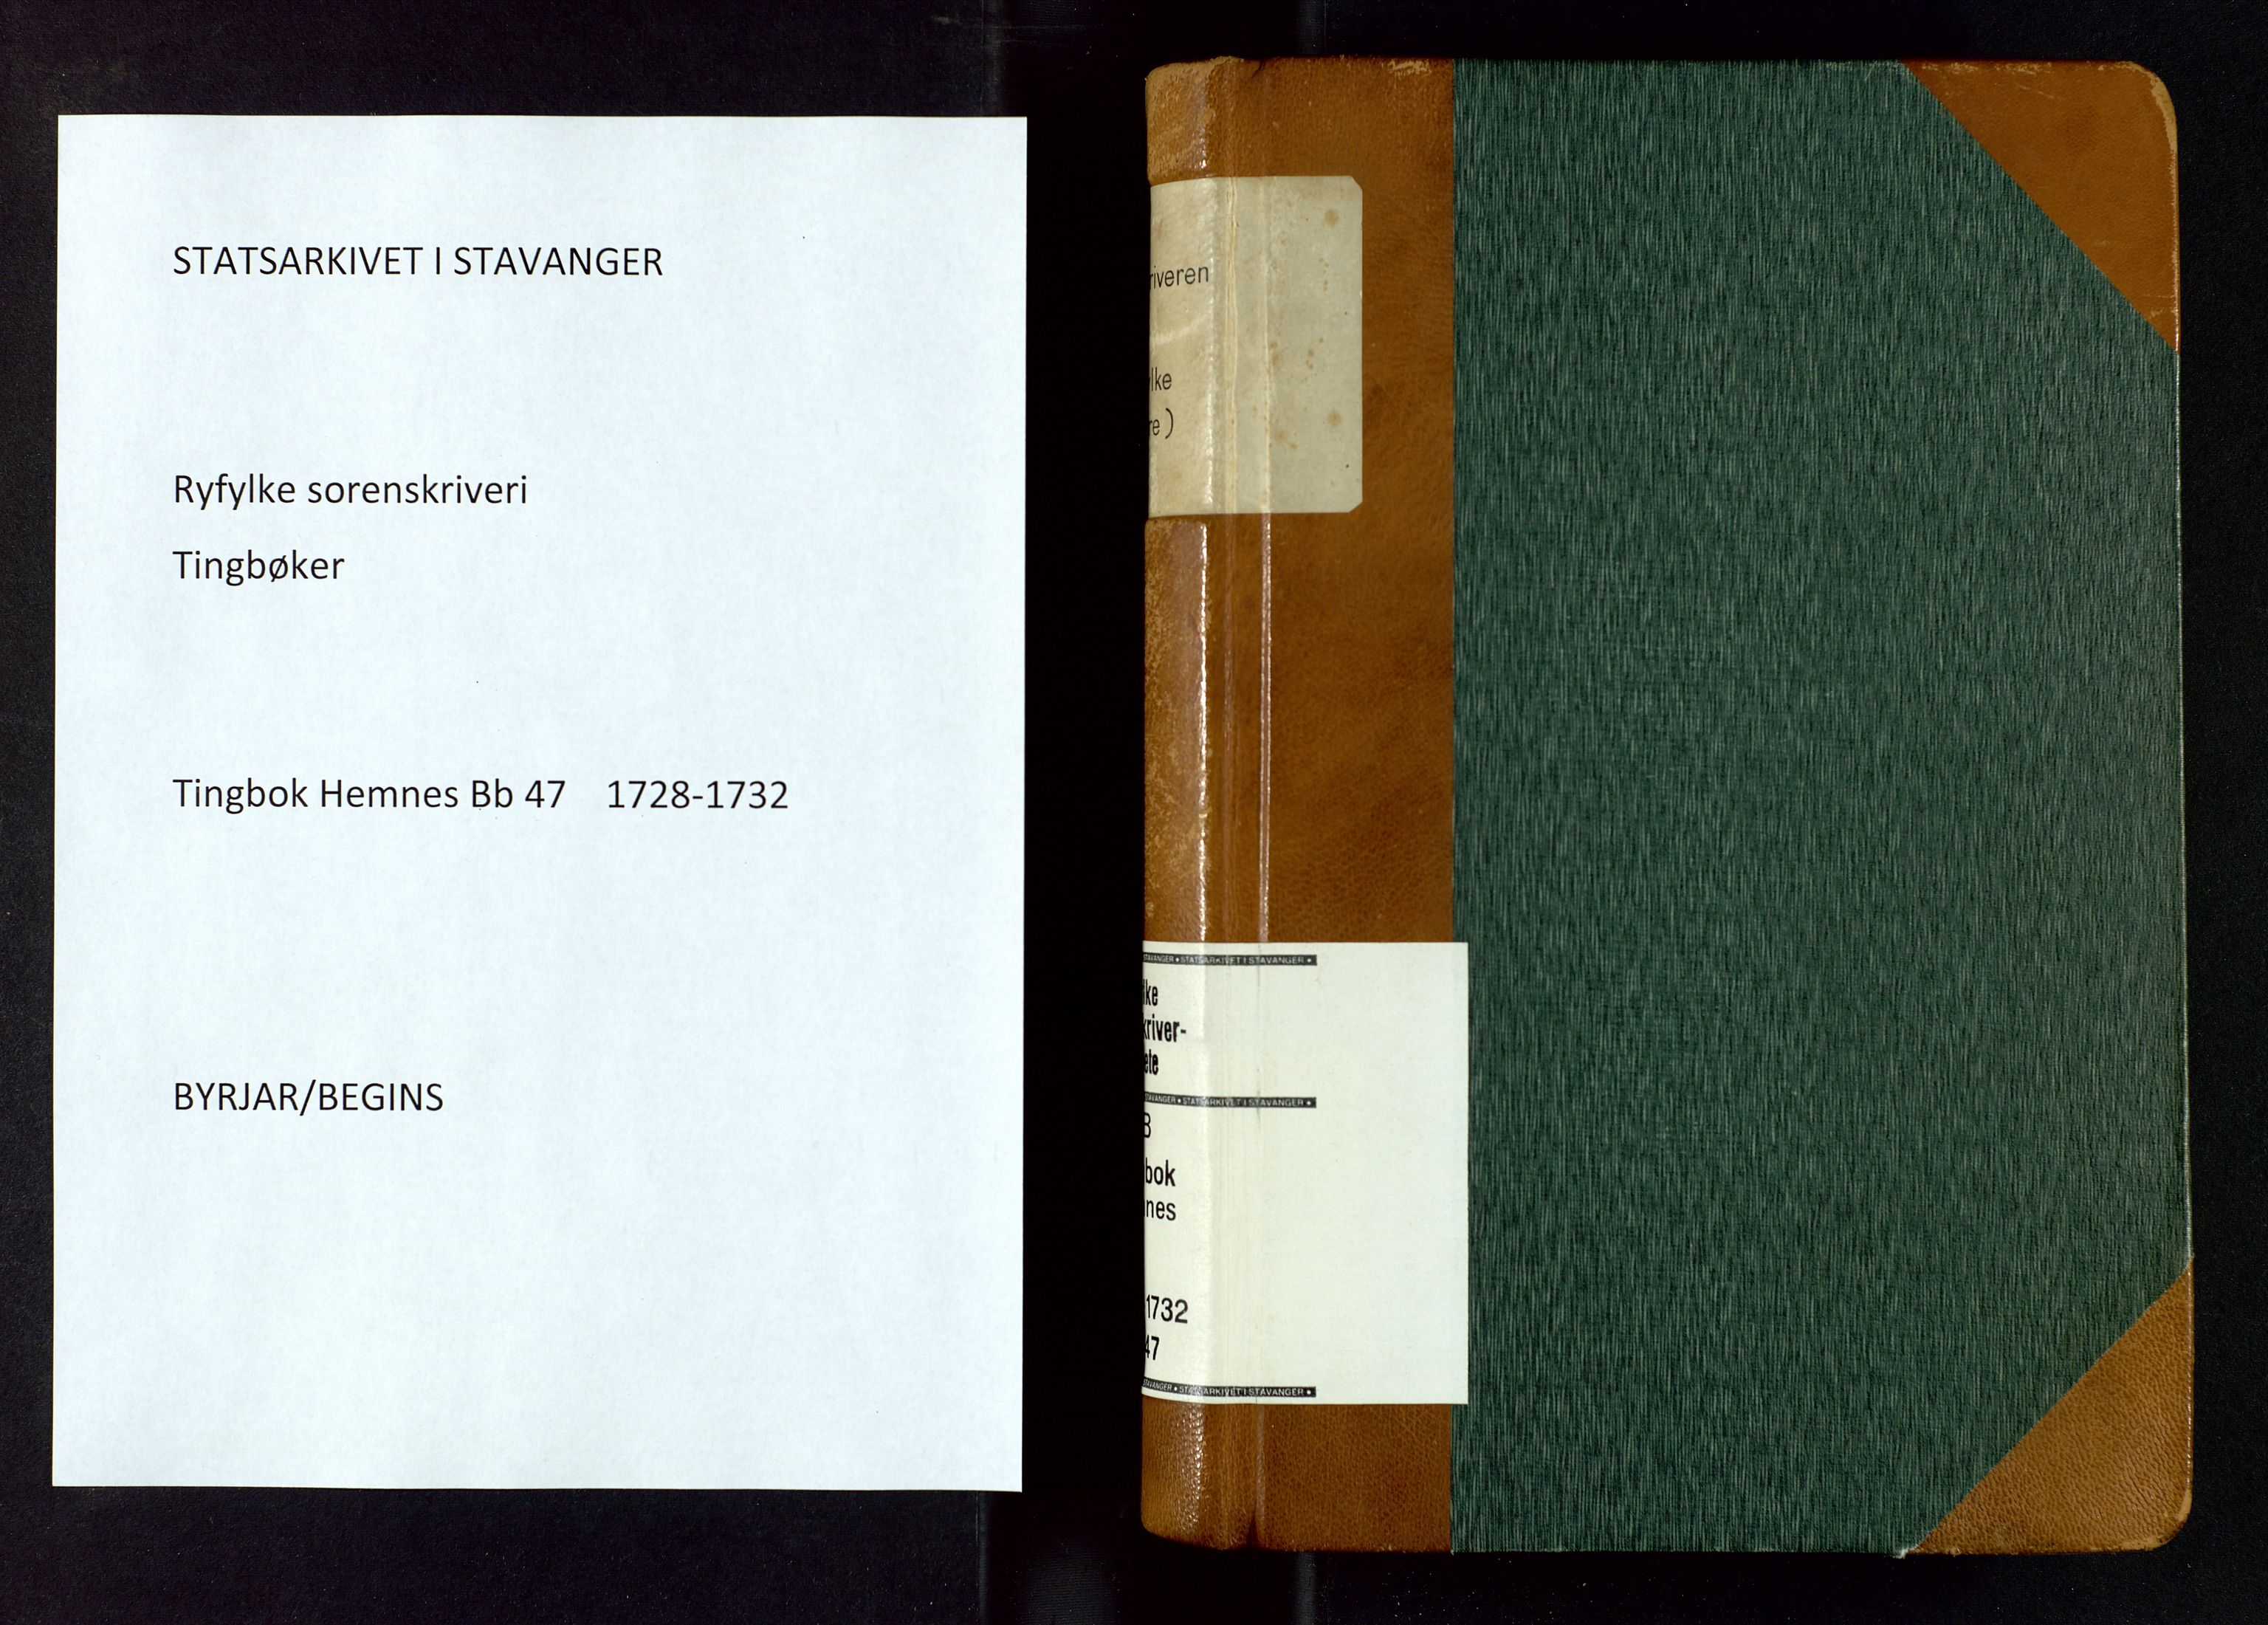 STATSARKIVET I STAVANGER
Ryfylke sorenskriveri
Tingbøker
Tingbok Hemnes Bb 47 1728-1732
BYRJAR/BEGINS
riveren
lke
re)
STAVANGER • STATSARKIVET I STAVANGER •
lke
kriver-
ete
STAVANGER • STATSARKIVET I STAVANGER •
B
bok
nes
1732
47
STAVANGER • STATSARKIVET I STAVANGER •